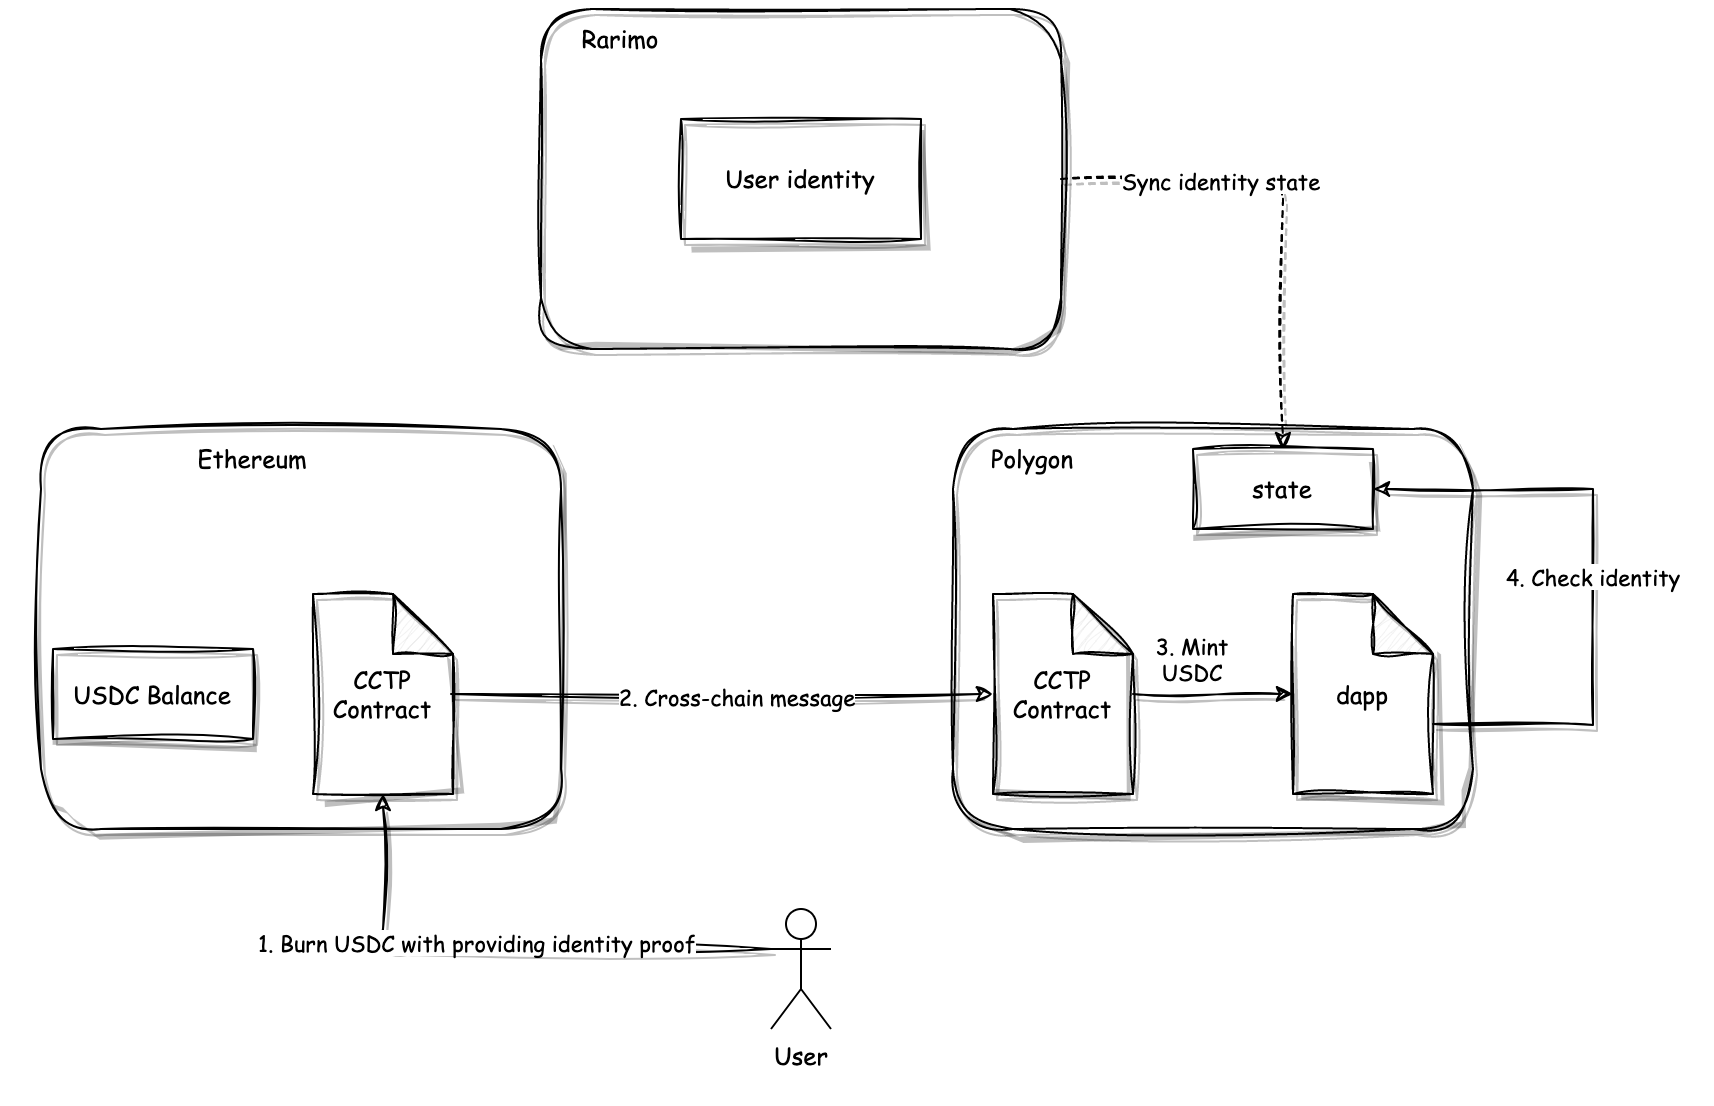 Rarimo
User identity
Sync identity state
Ethereum
Polygon
state
4. Check identity
USDC Balance
CCTP
Contract
2. Cross-chain message
CCTP
Contract
3. Mint
USDC
dapp
1. Burn USDC with providing identity proof
User